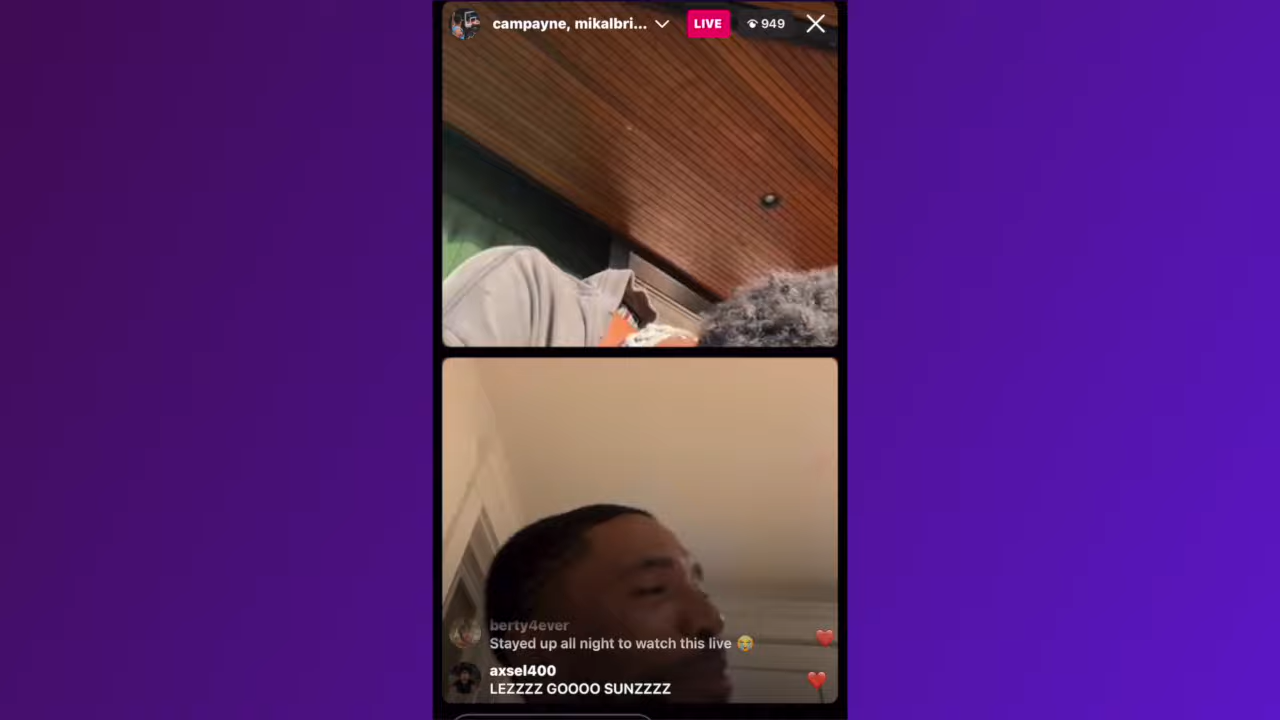 campayne, mikalbri...
LIVE
949
berty4ever
Stayed up all night to watch this live 😂
axsel400
LEZZZZ GOOOO SUNZZZZ